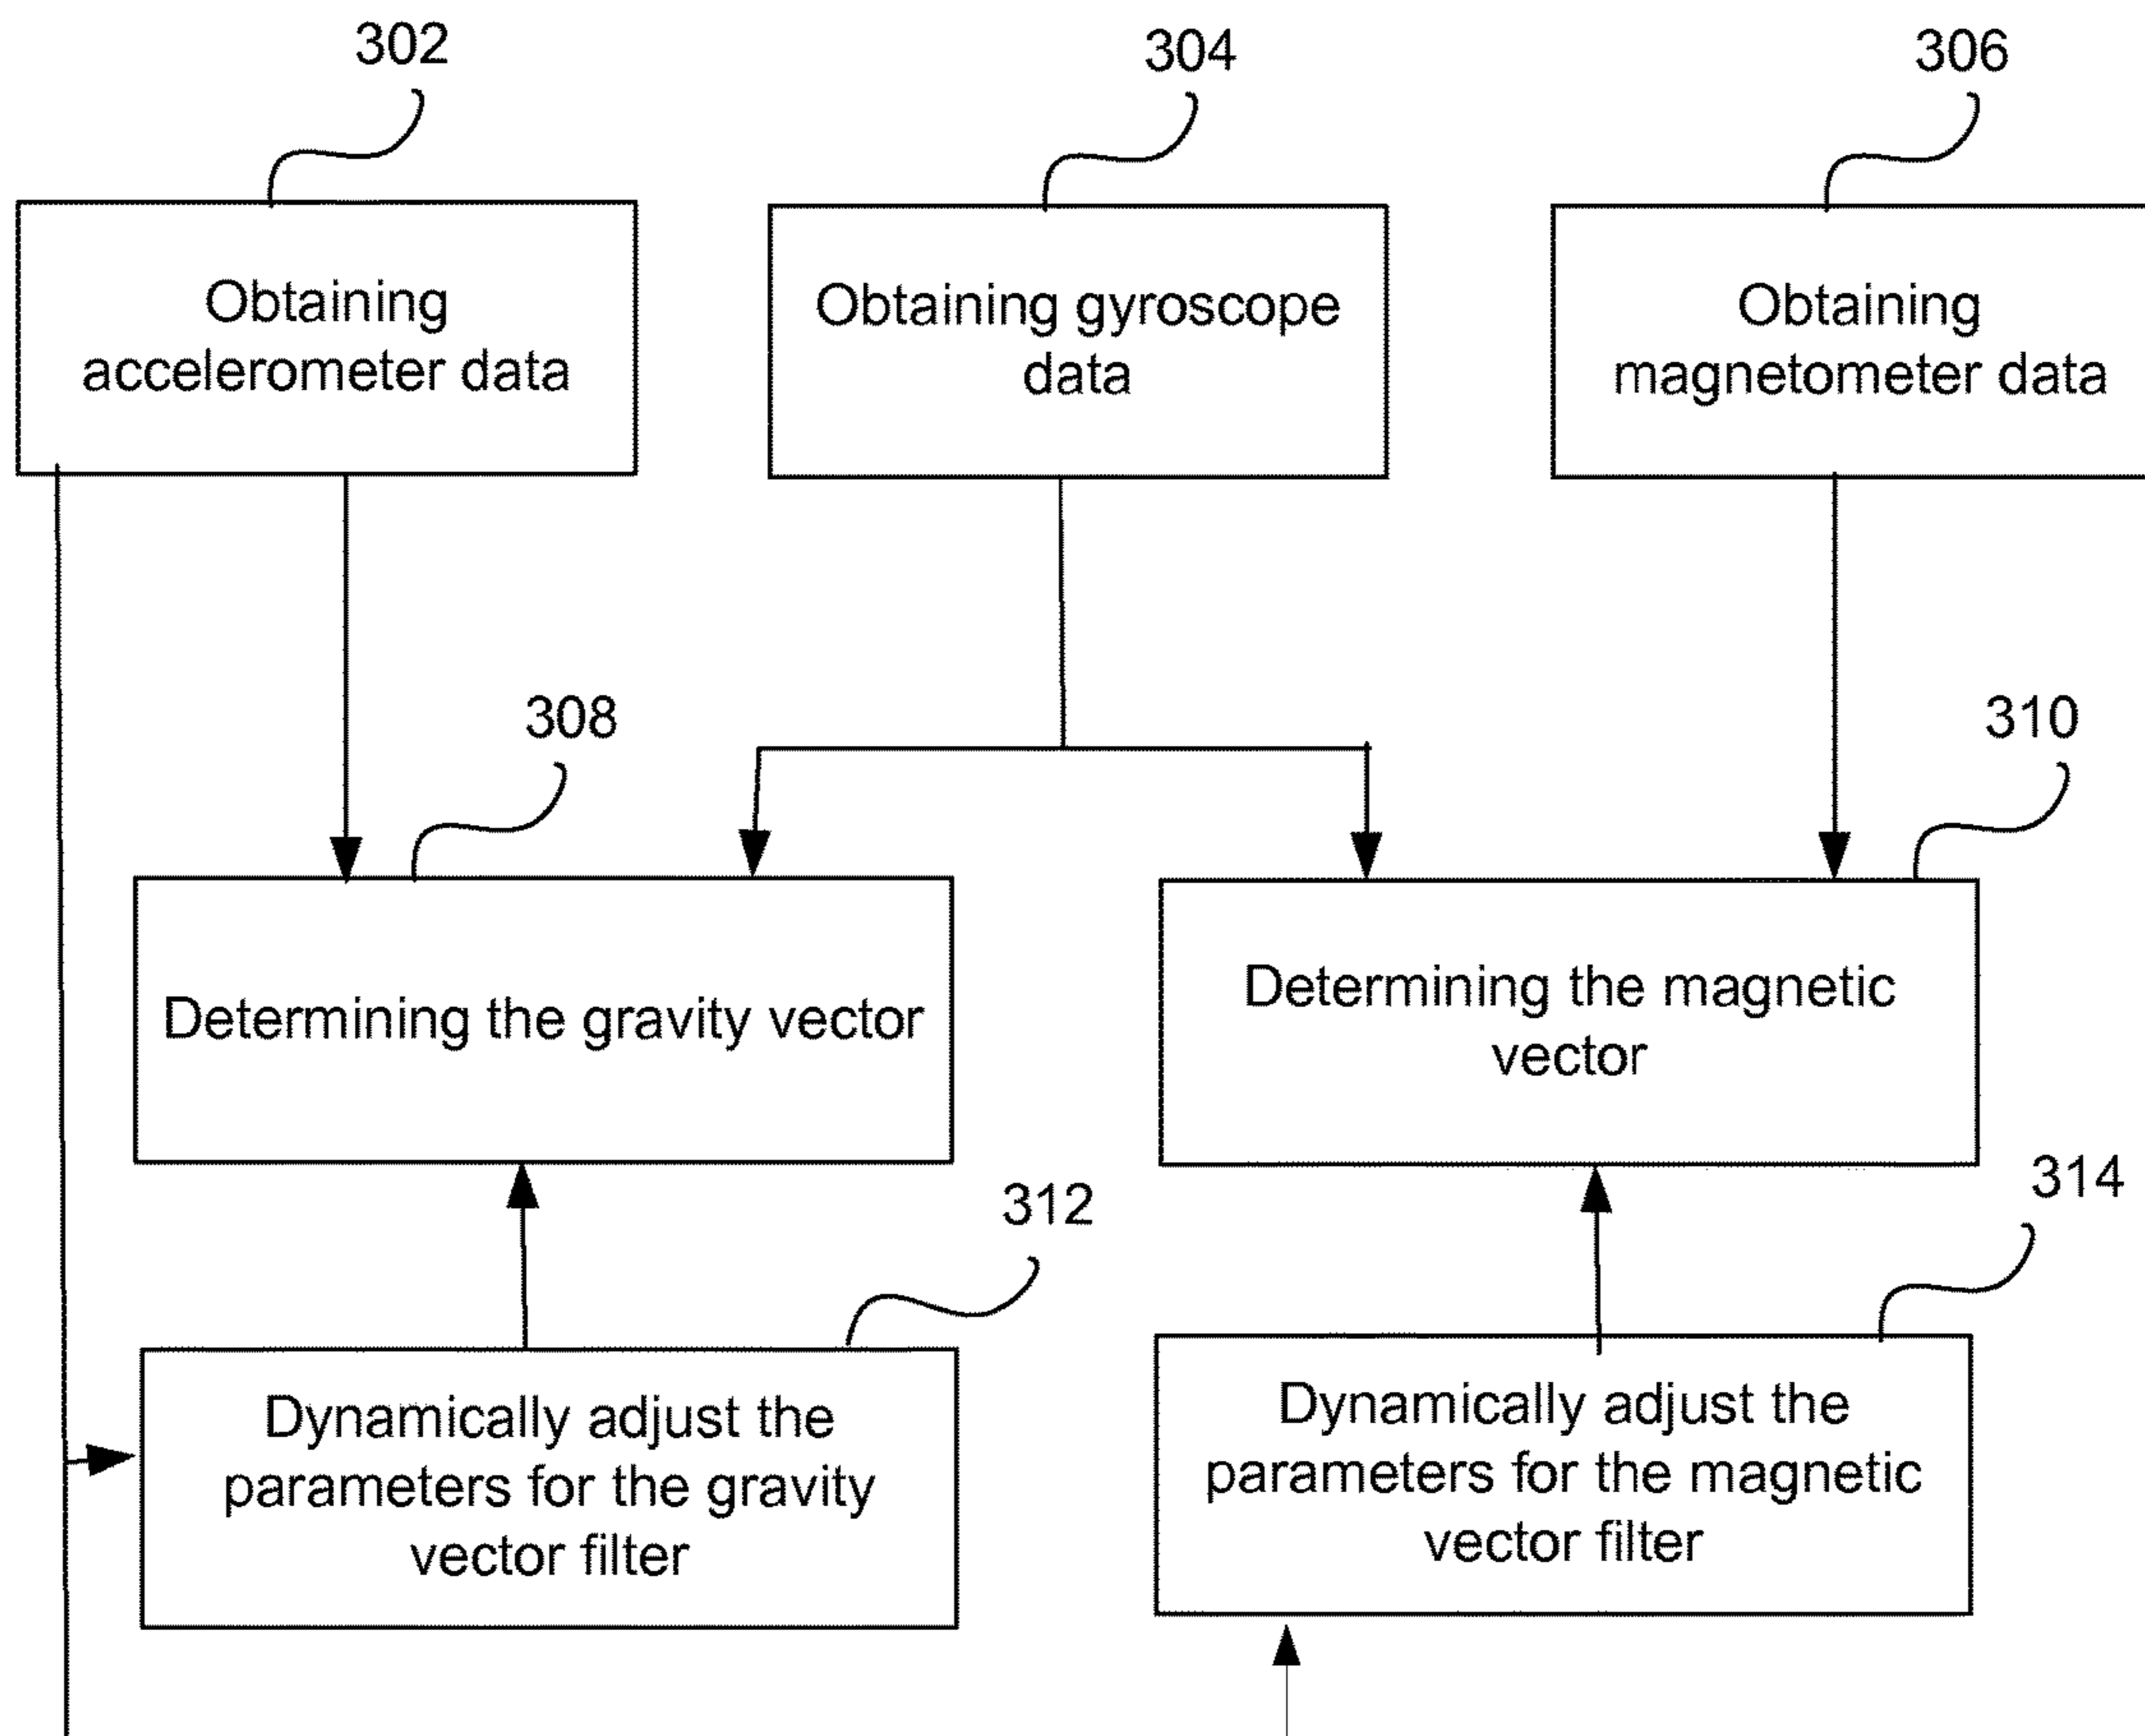 302
304
306
Obtaining
accelerometer data
Obtaining gyroscope
data
Obtaining
magnetometer data
308
310
Determining the gravity vector
Determining the magnetic
vector
312
314
Dynamically adjust the
parameters for the gravity
vector filter
Dynamically adjust the
parameters for the magnetic
vector filter